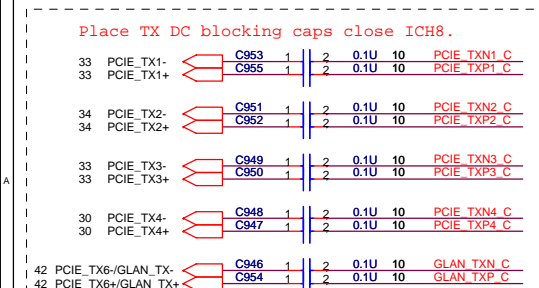 Place TX DC blocking caps close ICH8.
33 PCIE_TX1- C953 1 2 0.1U 10 PCIE_TXN1_C
33 PCIE_TX1+ C955 1 2 0.1U 10 PCIE_TXP1_C
34 PCIE_TX2- C951 1 2 0.1U 10 PCIE_TXN2_C
34 PCIE_TX2+ C952 1 2 0.1U 10 PCIE_TXP2_C
33 PCIE_TX3- C949 1 2 0.1U 10 PCIE_TXN3_C
33 PCIE_TX3+ C950 1 2 0.1U 10 PCIE_TXP3_C
A
30 PCIE_TX4- C948 1 2 0.1U 10 PCIE_TXN4_C
30 PCIE_TX4+ C947 1 2 0.1U 10 PCIE_TXP4_C
42 PCIE_TX6-/GLAN_TX- C946 1 2 0.1U 10 GLAN_TXN_C
42 PCIE_TX6+/GLAN_TX+ C954 1 2 0.1U 10 GLAN_TXP_C